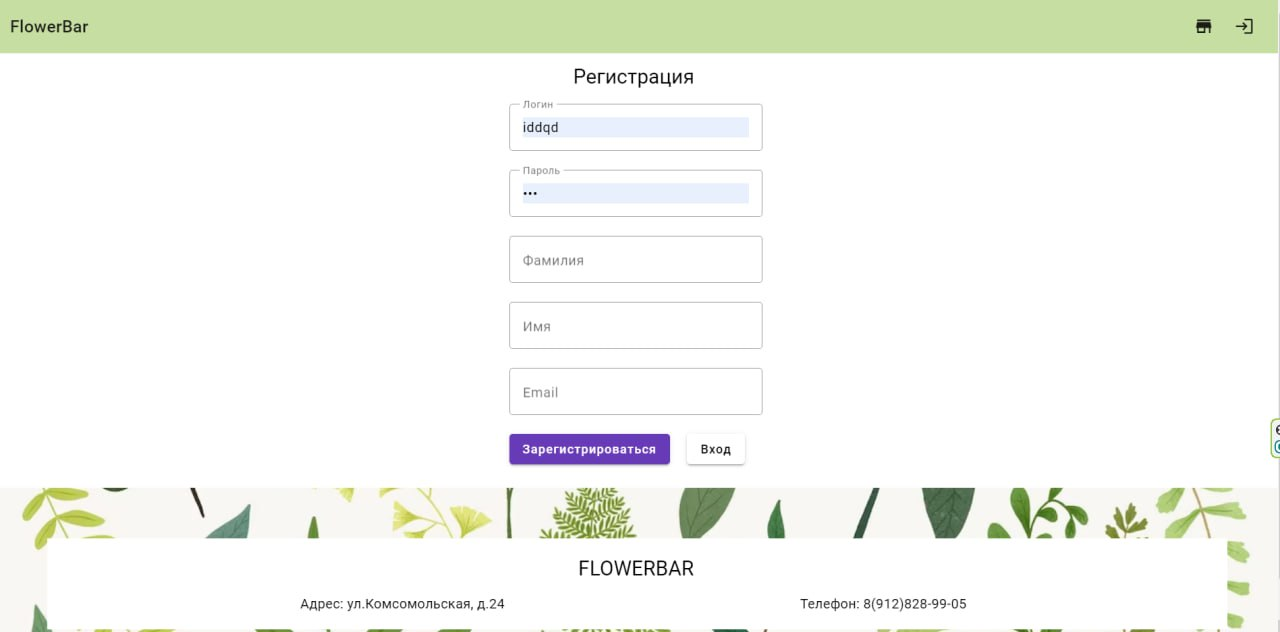 FlowerBar
Регистрация
Логин
iddqd
Пароль
•••
Фамилия
Имя
Email
Зарегистрироваться Вход
FLOWERBAR
Адрес: ул.Комсомольская, д.24 Телефон: 8(912)828-99-05